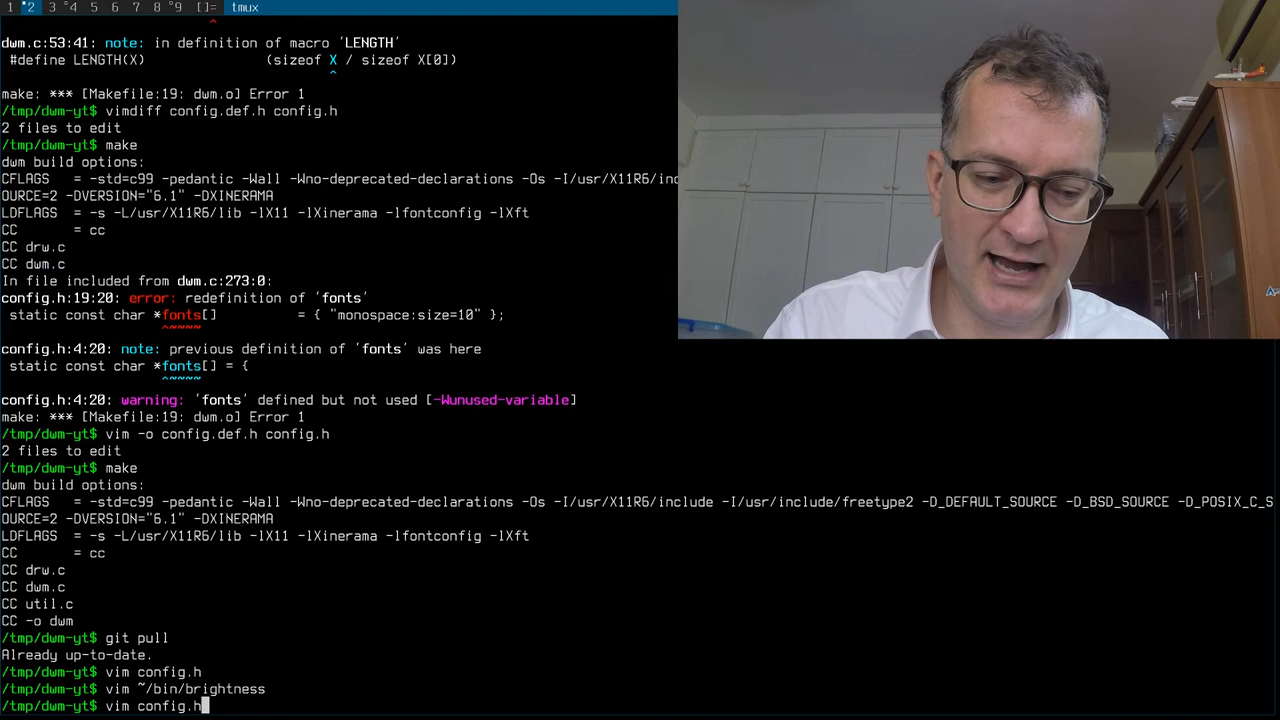 1 2 3 4 5 6 7 8 9 []= tmux
^
dwm.c:53:41: note: in definition of macro ‘LENGTH’
#define LENGTH(X) (sizeof X / sizeof X[0])
^
make: *** [Makefile:19: dwm.o] Error 1
/tmp/dwm-yt$ vimdiff config.def.h config.h
2 files to edit
/tmp/dwm-yt$ make
dwm build options:
CFLAGS = -std=c99 -pedantic -Wall -Wno-deprecated-declarations -Os -I/usr/X11R6/inc
OURCE=2 -DVERSION="6.1" -DXINERAMA
LDFLAGS = -s -L/usr/X11R6/lib -lX11 -lXinerama -lfontconfig -lXft
CC = cc
CC drw.c
CC dwm.c
In file included from dwm.c:273:0:
config.h:19:20: error: redefinition of ‘fonts’
static const char *fonts[] = { "monospace:size=10" };
^~~~~
config.h:4:20: note: previous definition of ‘fonts’ was here
static const char *fonts[] = {
^~~~~
config.h:4:20: warning: ‘fonts’ defined but not used [-Wunused-variable]
make: *** [Makefile:19: dwm.o] Error 1
/tmp/dwm-yt$ vim -o config.def.h config.h
2 files to edit
/tmp/dwm-yt$ make
dwm build options:
CFLAGS = -std=c99 -pedantic -Wall -Wno-deprecated-declarations -Os -I/usr/X11R6/include -I/usr/include/freetype2 -D_DEFAULT_SOURCE -D_BSD_SOURCE -D_POSIX_C_S
OURCE=2 -DVERSION="6.1" -DXINERAMA
LDFLAGS = -s -L/usr/X11R6/lib -lX11 -lXinerama -lfontconfig -lXft
CC = cc
CC drw.c
CC dwm.c
CC util.c
CC -o dwm
/tmp/dwm-yt$ git pull
Already up-to-date.
/tmp/dwm-yt$ vim config.h
/tmp/dwm-yt$ vim ~/bin/brightness
/tmp/dwm-yt$ vim config.h